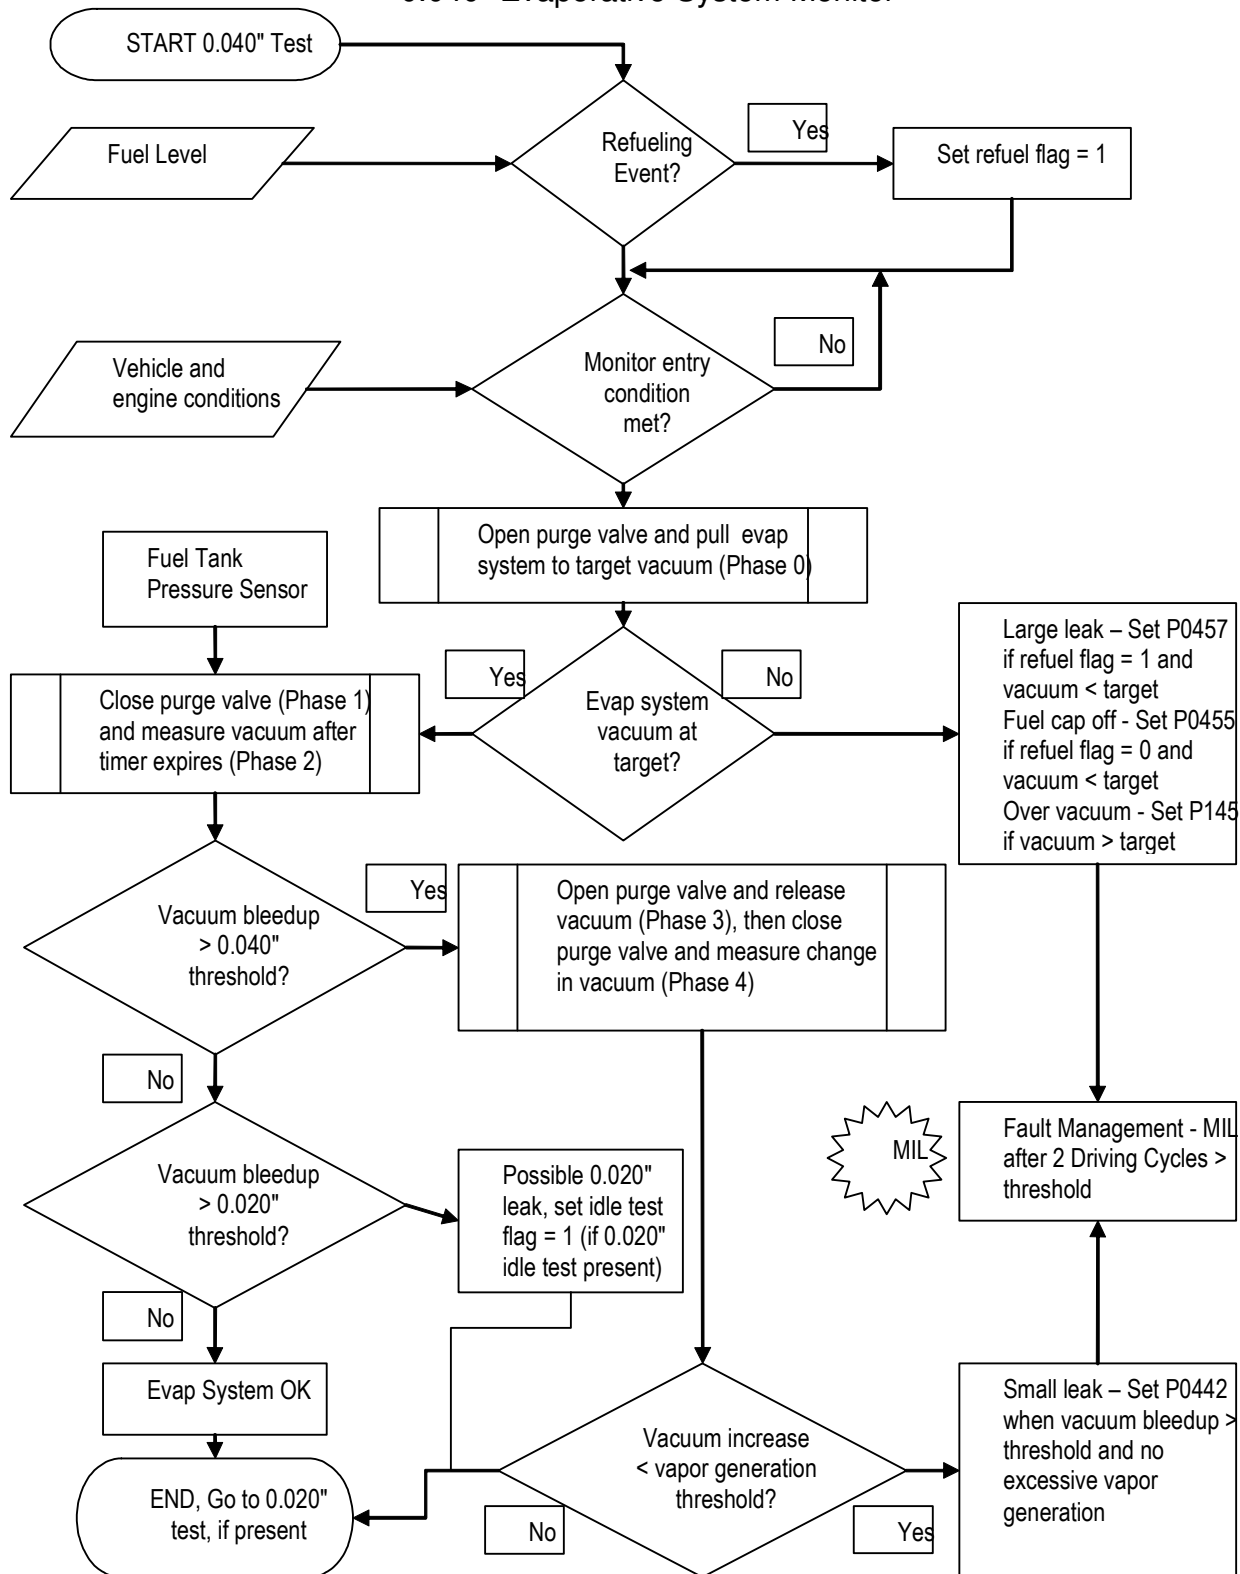 0.040" Evaporative System Monitor
START 0.040" Test
Refueling
Event?
Yes
Set refuel flag = 1
Fuel Level
No
Vehicle and
engine conditions
Monitor entry
condition
met?
Open purge valve and pull evap
system to target vacuum (Phase 0)
Fuel Tank
Pressure Sensor
Yes
No
Evap system
vacuum at
target?
Close purge valve (Phase 1)
and measure vacuum after
timer expires (Phase 2)
Large leak – Set P0457
if refuel flag = 1 and
vacuum < target
Fuel cap off - Set P0455
if refuel flag = 0 and
vacuum < target
Over vacuum - Set P145
if vacuum > target
Yes
Vacuum bleedup
> 0.040"
threshold?
Open purge valve and release
vacuum (Phase 3), then close
purge valve and measure change
in vacuum (Phase 4)
No
MIL
Fault Management - MIL
after 2 Driving Cycles >
threshold
Vacuum bleedup
> 0.020"
threshold?
Possible 0.020"
leak, set idle test
flag = 1 (if 0.020"
idle test present)
No
Evap System OK
Vacuum increase
< vapor generation
threshold?
Small leak – Set P0442
when vacuum bleedup >
threshold and no
excessive vapor
generation
END, Go to 0.020"
test, if present
No
Yes